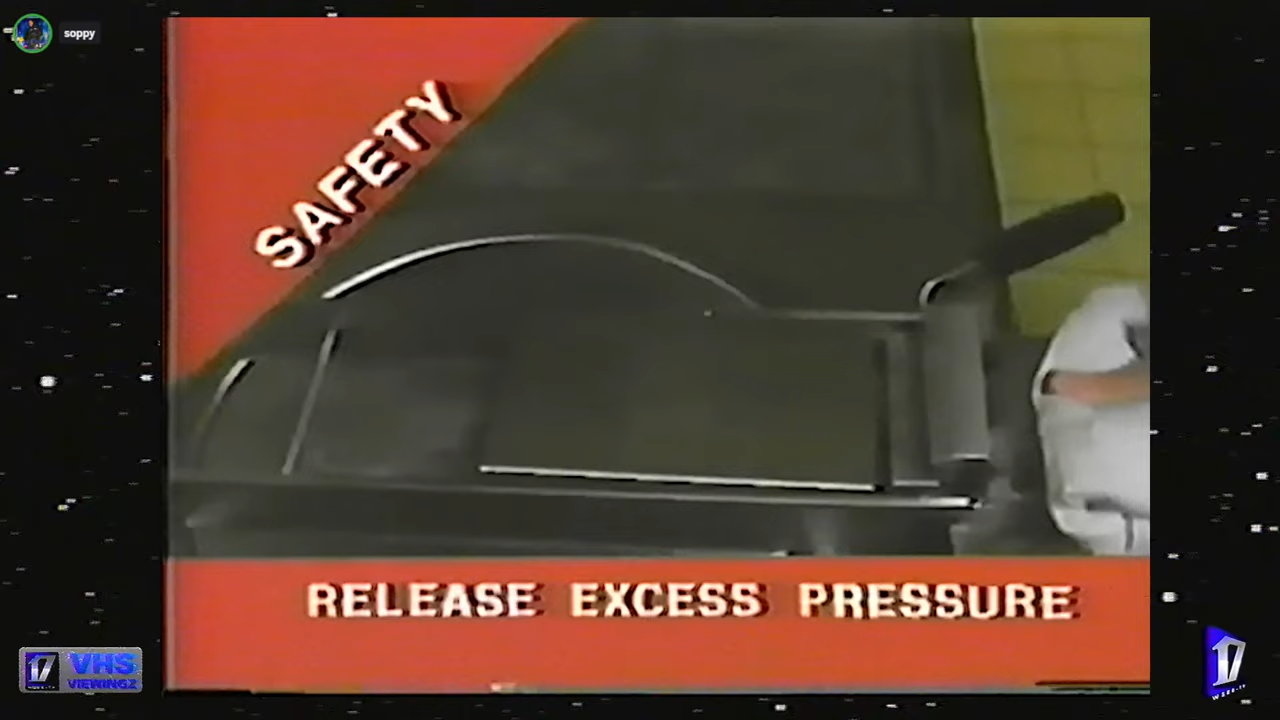 soppy
SAFETY
RELEASE EXCESS PRESSURE
17
VHS
VIEWINGZ
17